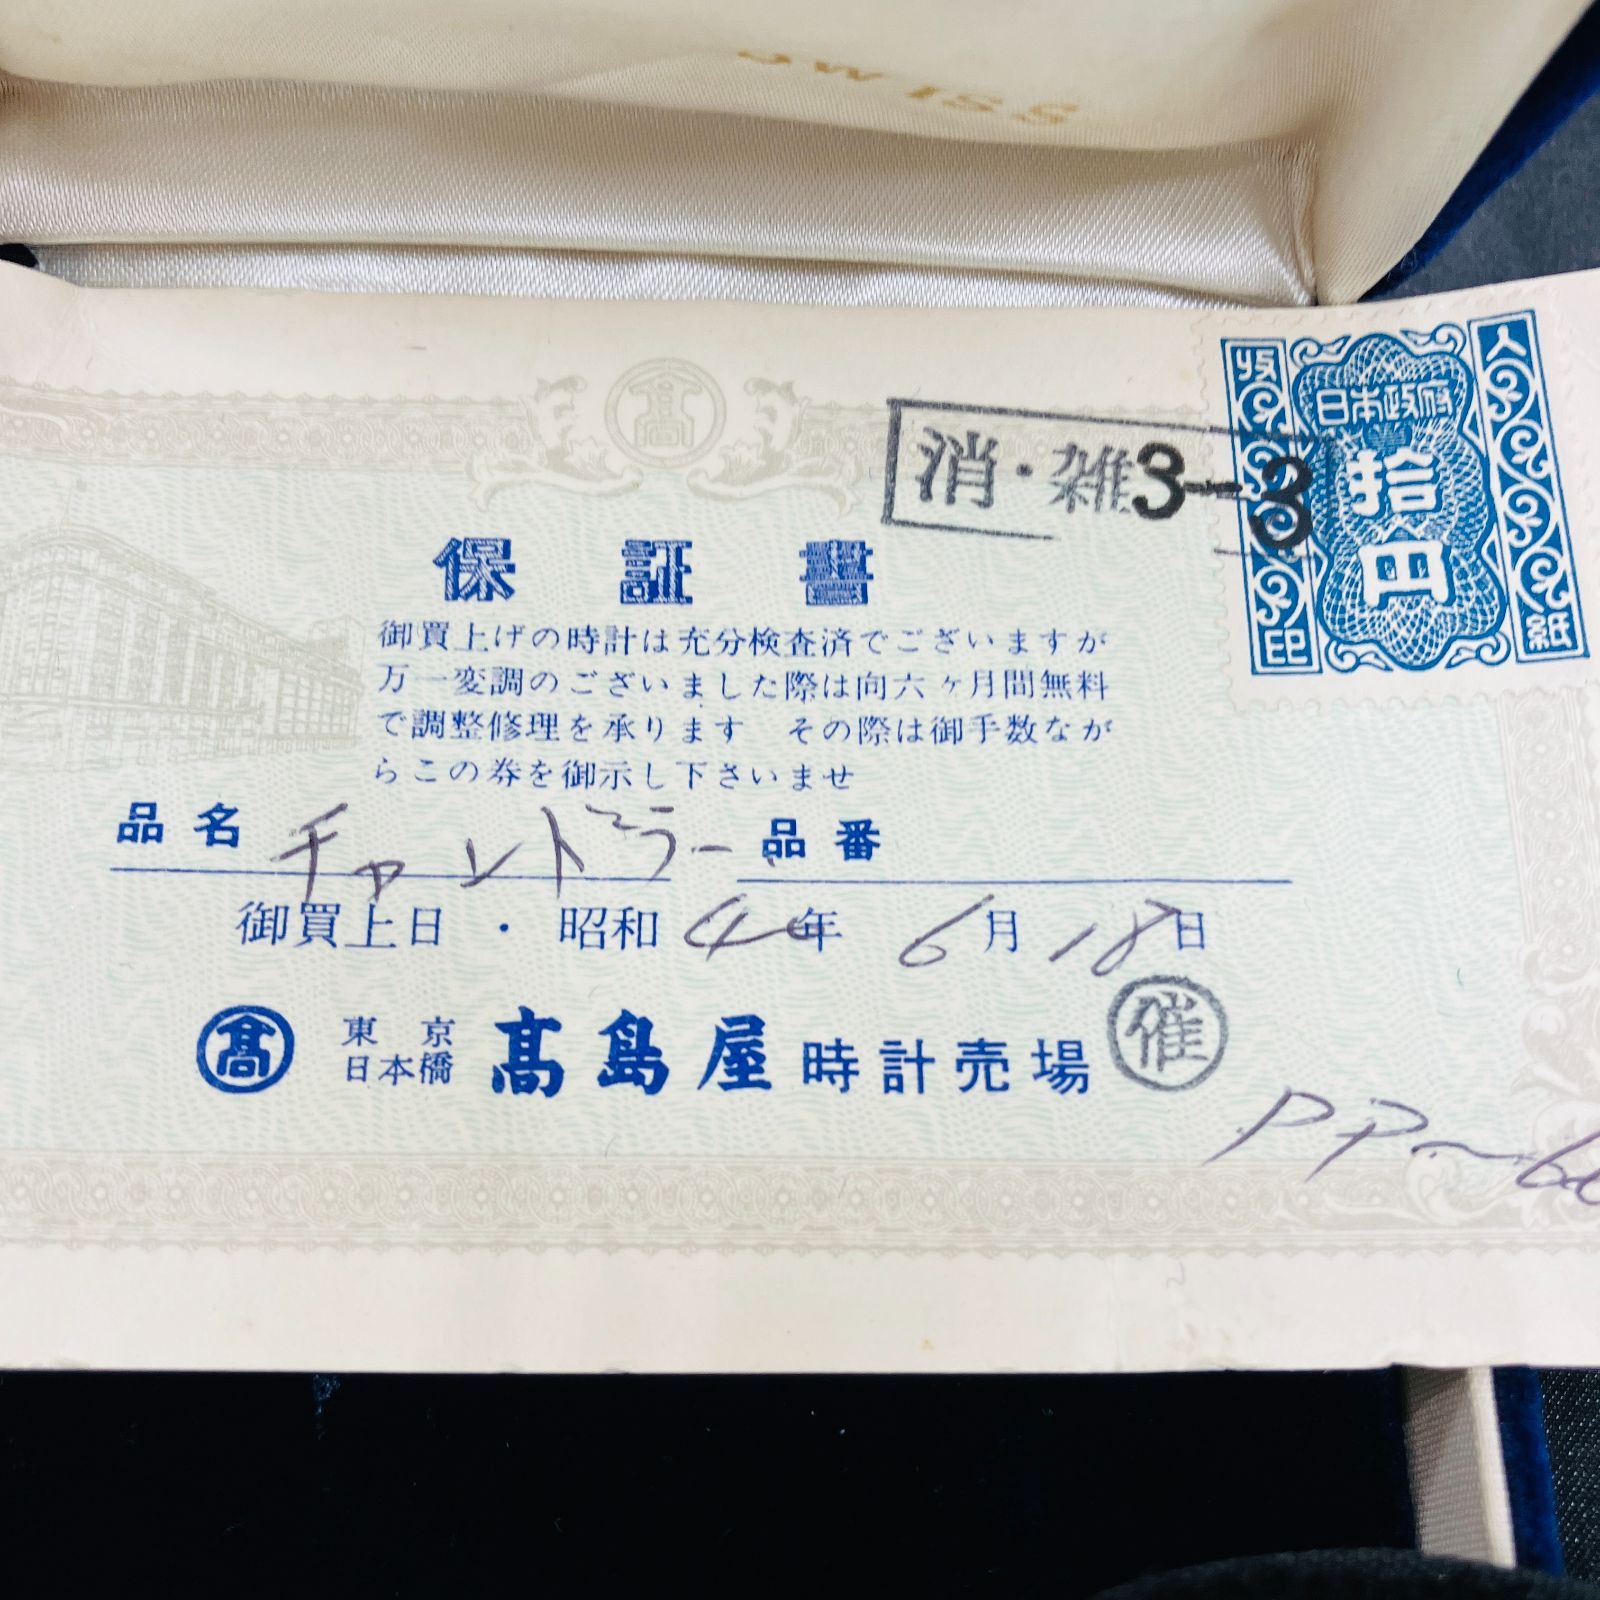 SWISS
高
消・雑3-3
収入印紙
日本政府
拾円
保証書
御買上げの時計は充分検査済でございますが
万一変調のございました際は向六ヶ月間無料
で調整修理を承ります その際は御手数なが
らこの券を御示し下さいませ
品名 チャンドラー 品番
御買上日・昭和 40年 6月 18日
高 東京日本橋 髙島屋 時計売場 催